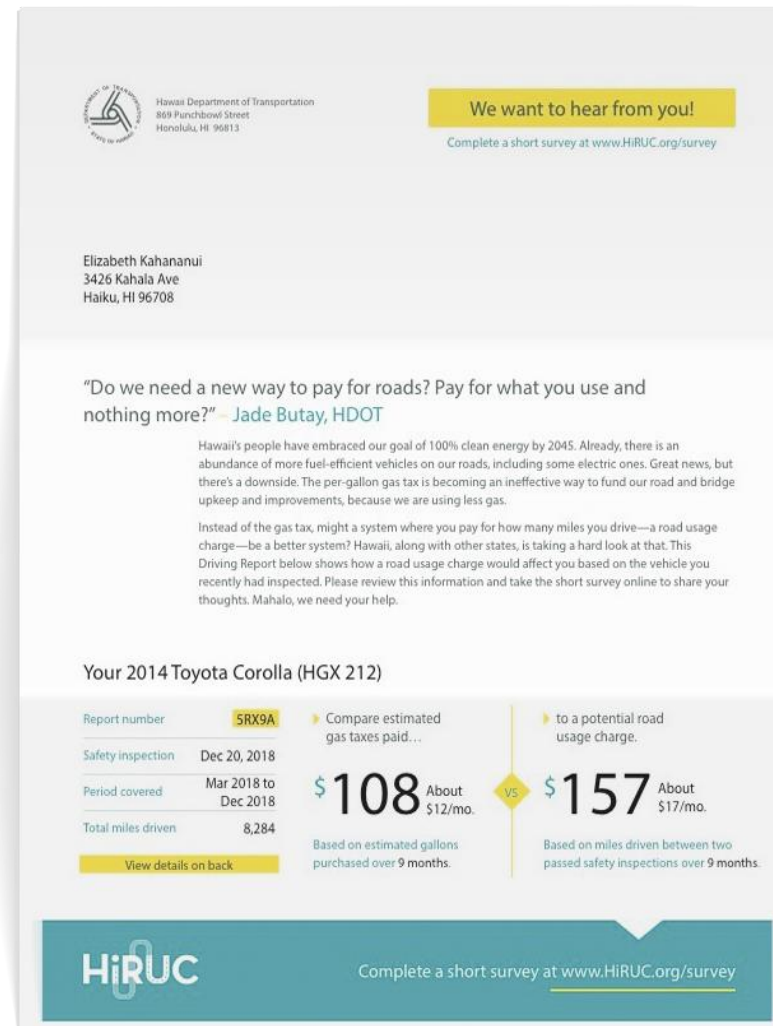 DEPARTMENT OF TRANSPORTATION
STATE OF HAWAII
Hawaii Department of Transportation
869 Punchbowl Street
Honolulu, HI 96813
We want to hear from you!
Complete a short survey at www.HiRUC.org/survey
Elizabeth Kahananui
3426 Kahala Ave
Haiku, HI 96708
“Do we need a new way to pay for roads? Pay for what you use and
nothing more?” – Jade Butay, HDOT
Hawaii's people have embraced our goal of 100% clean energy by 2045. Already, there is an
abundance of more fuel-efficient vehicles on our roads, including some electric ones. Great news, but
there's a downside. The per-gallon gas tax is becoming an ineffective way to fund our road and bridge
upkeep and improvements, because we are using less gas.
Instead of the gas tax, might a system where you pay for how many miles you drive—a road usage
charge—be a better system? Hawaii, along with other states, is taking a hard look at that. This
Driving Report below shows how a road usage charge would affect you based on the vehicle you
recently had inspected. Please review this information and take the short survey online to share your
thoughts. Mahalo, we need your help.
Your 2014 Toyota Corolla (HGX 212)
Report number 5RX9A
Safety inspection Dec 20, 2018
Period covered Mar 2018 to
Dec 2018
Total miles driven 8,284
View details on back
Compare estimated
gas taxes paid…
$108 About
$12/mo.
Based on estimated gallons
purchased over 9 months.
VS
to a potential road
usage charge.
$157 About
$17/mo.
Based on miles driven between two
passed safety inspections over 9 months.
HiRUC
Complete a short survey at www.HiRUC.org/survey